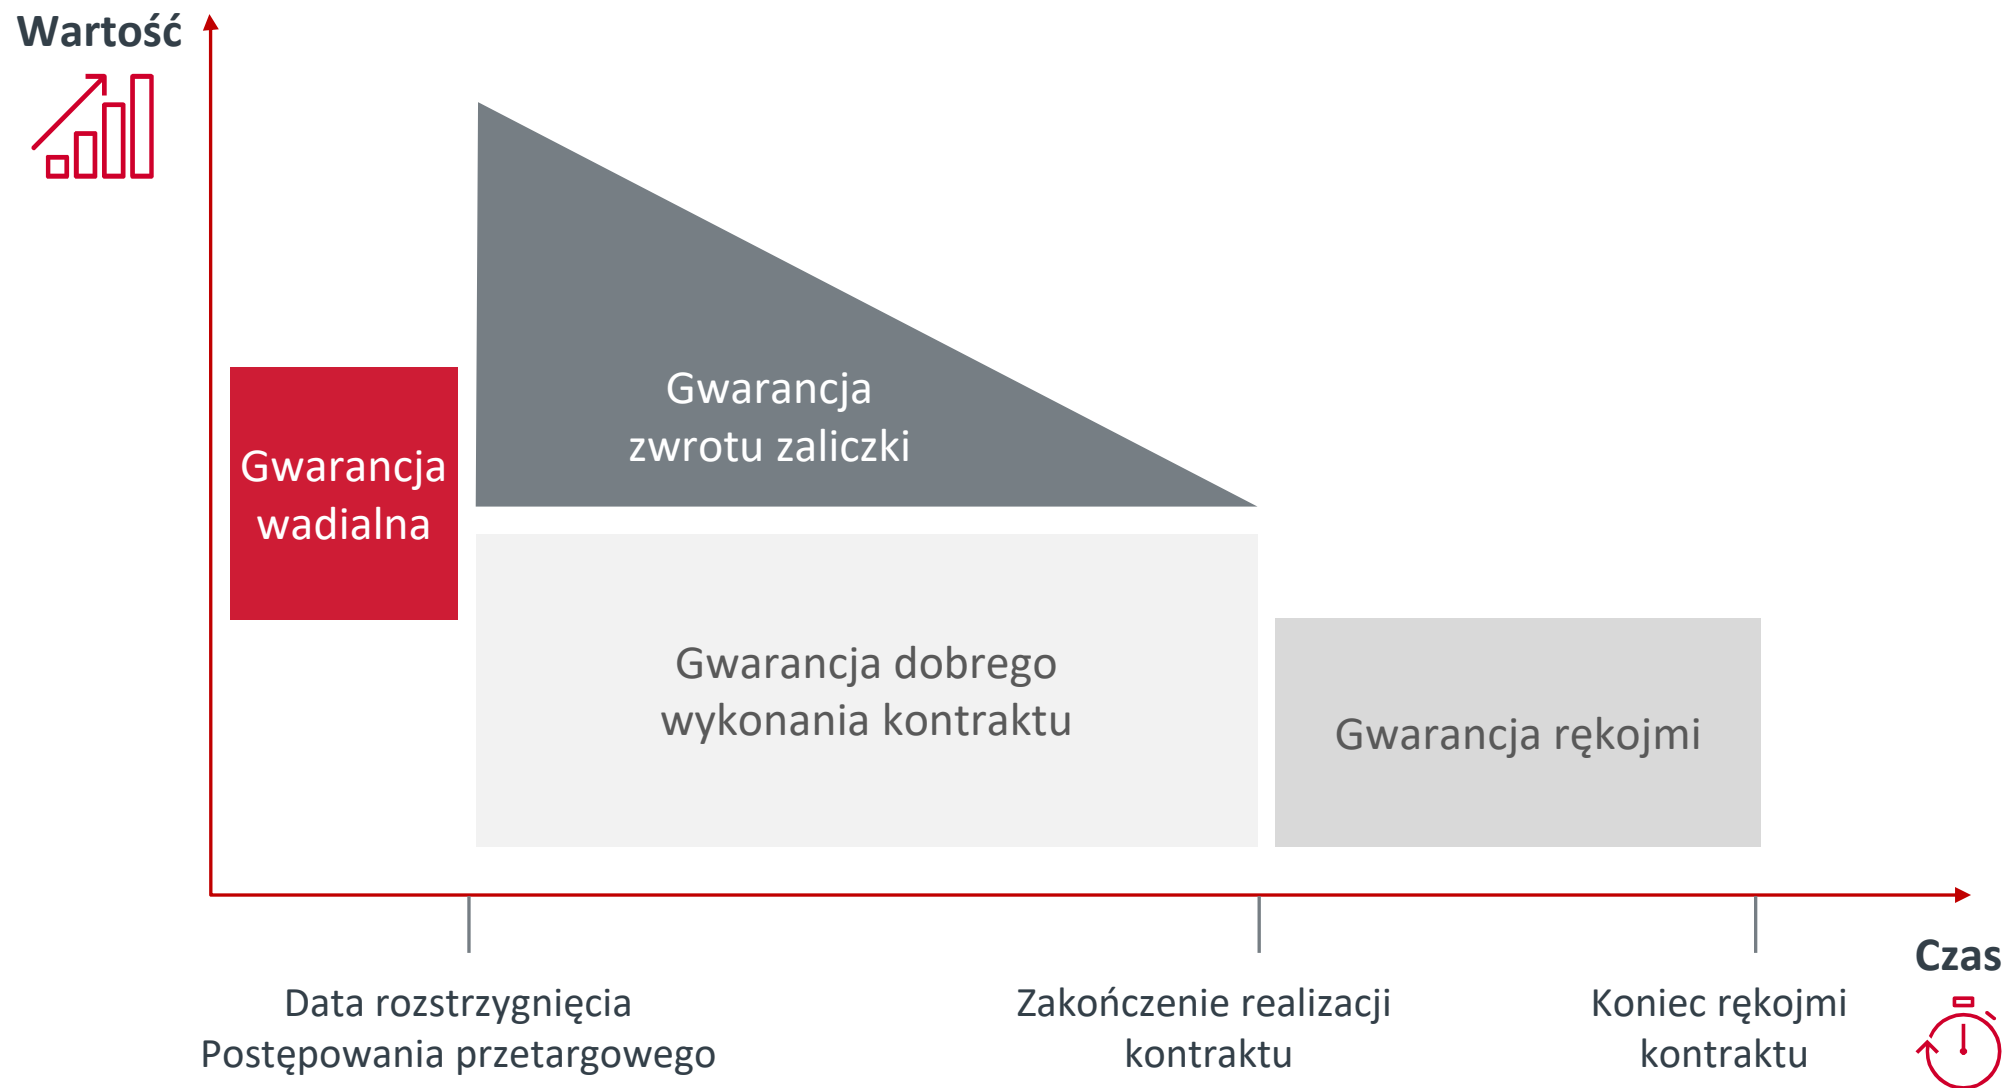 Wartość
Gwarancja
zwrotu zaliczki
Gwarancja
wadialna
Gwarancja dobrego
wykonania kontraktu
Gwarancja rękojmi
Czas
Data rozstrzygnięcia
Postępowania przetargowego
Zakończenie realizacji
kontraktu
Koniec rękojmi
kontraktu